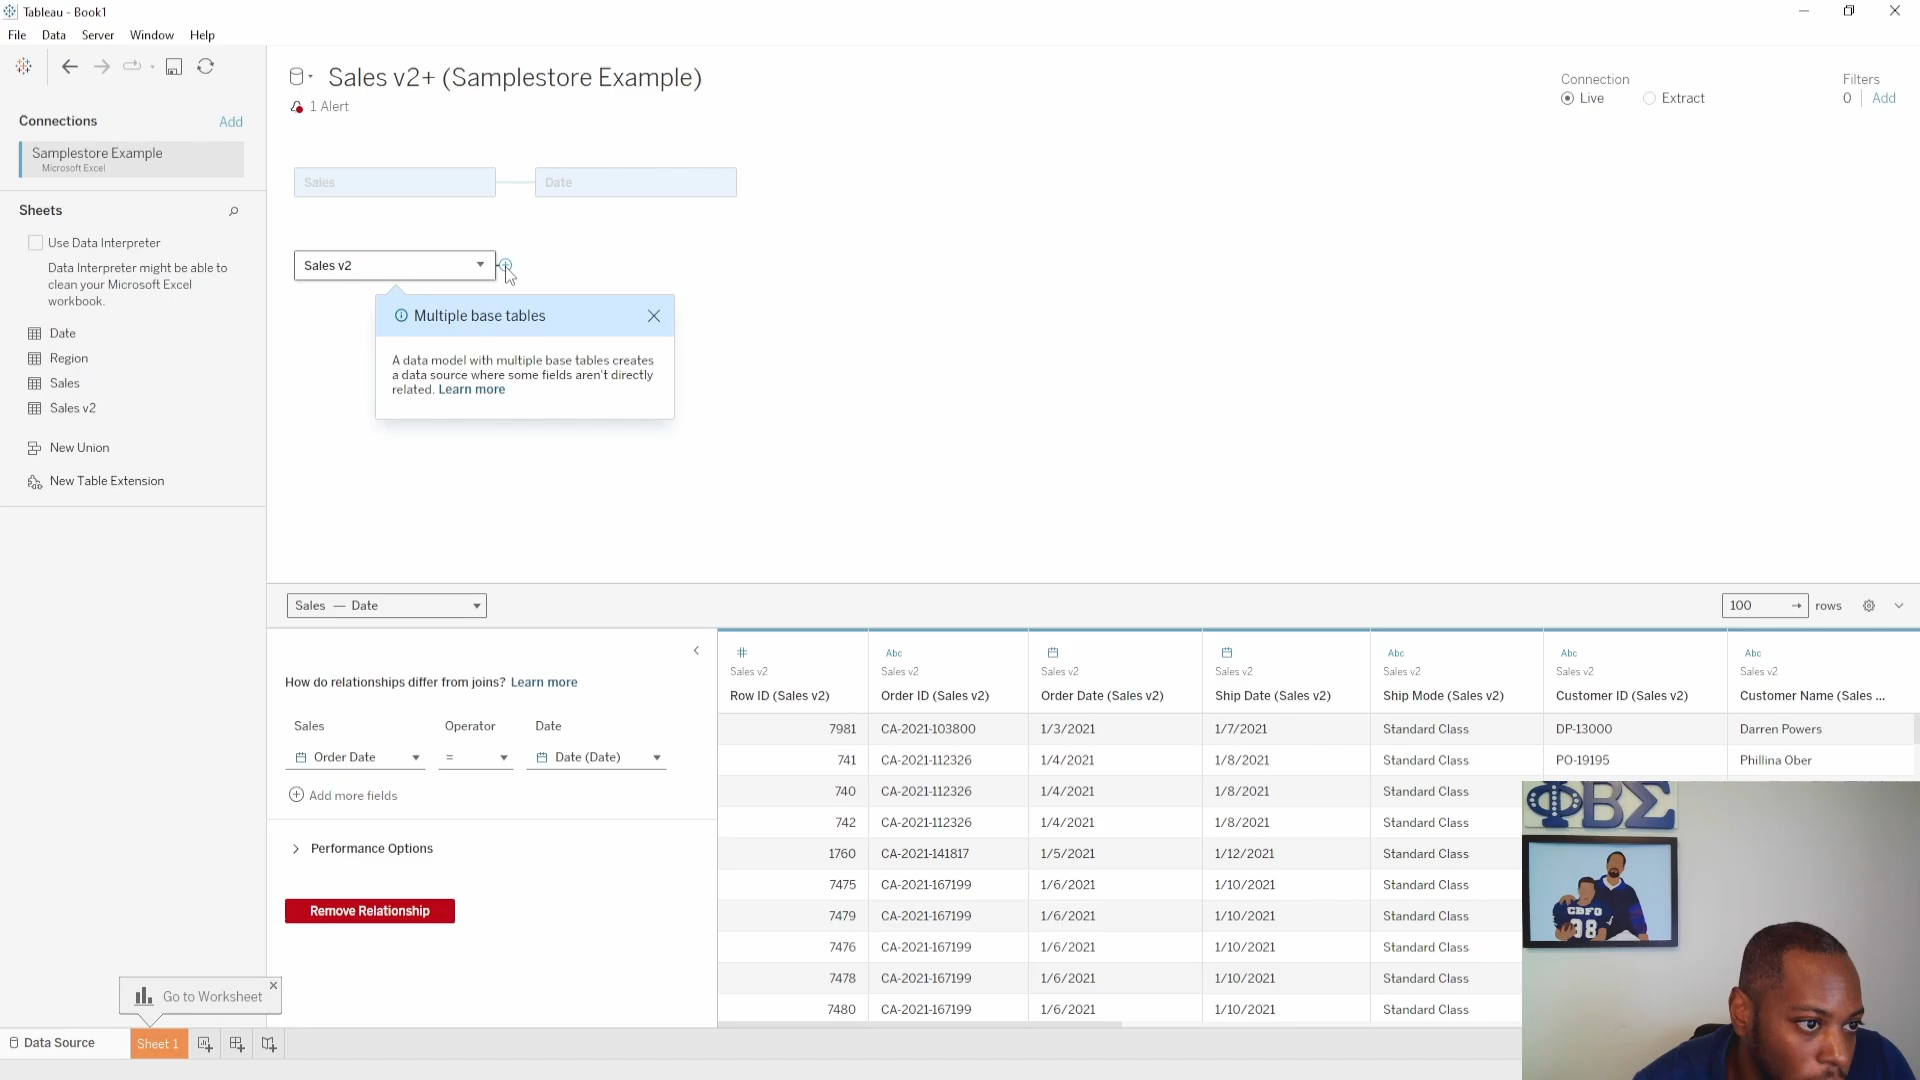 Tableau - Book1
File Data Server Window Help
Connections Add
Samplestore Example
Microsoft Excel
Sheets
Use Data Interpreter
Data Interpreter might be able to
clean your Microsoft Excel
workbook.
Date
Region
Sales
Sales v2
New Union
New Table Extension
Sales v2+ (Samplestore Example)
1 Alert
Connection
Live Extract
Filters
0 Add
Sales Date
Sales v2
Multiple base tables
A data model with multiple base tables creates
a data source where some fields aren't directly
related. Learn more
Sales — Date
100 rows
How do relationships differ from joins? Learn more
Sales Operator Date
Order Date = Date (Date)
Add more fields
Performance Options
Remove Relationship
# Abc Abc Abc Abc
Sales v2 Sales v2 Sales v2 Sales v2 Sales v2 Sales v2 Sales v2
Row ID (Sales v2) Order ID (Sales v2) Order Date (Sales v2) Ship Date (Sales v2) Ship Mode (Sales v2) Customer ID (Sales v2) Customer Name (Sales ...
7981 CA-2021-103800 1/3/2021 1/7/2021 Standard Class DP-13000 Darren Powers
741 CA-2021-112326 1/4/2021 1/8/2021 Standard Class PO-19195 Phillina Ober
740 CA-2021-112326 1/4/2021 1/8/2021 Standard Class
742 CA-2021-112326 1/4/2021 1/8/2021 Standard Class
1760 CA-2021-141817 1/5/2021 1/12/2021 Standard Class
7475 CA-2021-167199 1/6/2021 1/10/2021 Standard Class
7479 CA-2021-167199 1/6/2021 1/10/2021 Standard Class
7476 CA-2021-167199 1/6/2021 1/10/2021 Standard Class
7478 CA-2021-167199 1/6/2021 1/10/2021 Standard Class
7480 CA-2021-167199 1/6/2021 1/10/2021 Standard Class
ΦΒΣ
CBFO
98
Go to Worksheet
Data Source Sheet 1